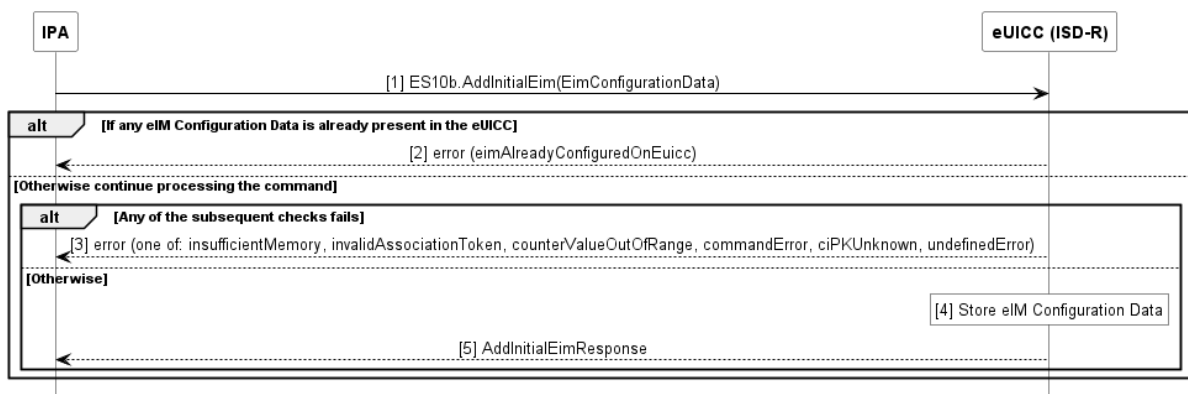 IPA
eUICC (ISD-R)
[1] ES10b.AddInitialEim(EimConfigurationData)
alt
[If any eIM Configuration Data is already present in the eUICC]
[2] error (eimAlreadyConfiguredOnEuicc)
[Otherwise continue processing the command]
alt
[Any of the subsequent checks fails]
[3] error (one of: insufficientMemory, invalidAssociationToken, counterValueOutOfRange, commandError, ciPKUnknown, undefinedError)
[Otherwise]
[4] Store eIM Configuration Data
[5] AddInitialEimResponse